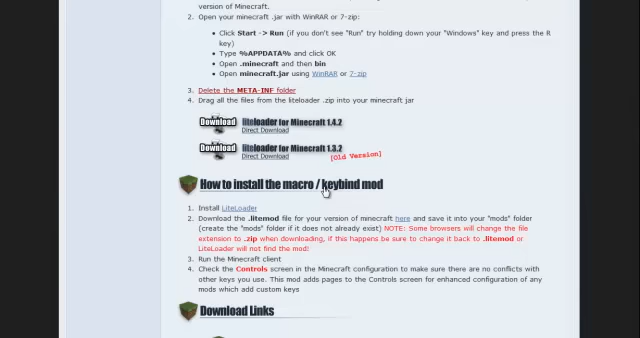 version of Minecraft.
2. Open your minecraft .jar with WinRAR or 7-zip:
• Click Start -> Run (if you don't see "Run" try holding down your "Windows" key and press the R
key)
• Type %APPDATA% and click OK
• Open .minecraft and then bin
• Open minecraft.jar using WinRAR or 7-zip
3. Delete the META-INF folder
4. Drag all the files from the liteloader .zip into your minecraft jar
Download liteloader for Minecraft 1.4.2
Direct Download
Download liteloader for Minecraft 1.3.2
Direct Download [Old Version]
How to install the macro / keybind mod
1. Install LiteLoader
2. Download the .litemod file for your version of minecraft here and save it into your "mods" folder
(create the "mods" folder if it does not already exist) NOTE: Some browsers will change the file
extension to .zip when downloading, if this happens be sure to change it back to .litemod or
LiteLoader will not find the mod!
3. Run the Minecraft client
4. Check the Controls screen in the Minecraft configuration to make sure there are no conflicts with
other keys you use. This mod adds pages to the Controls screen for enhanced configuration of any
mods which add custom keys
Download Links